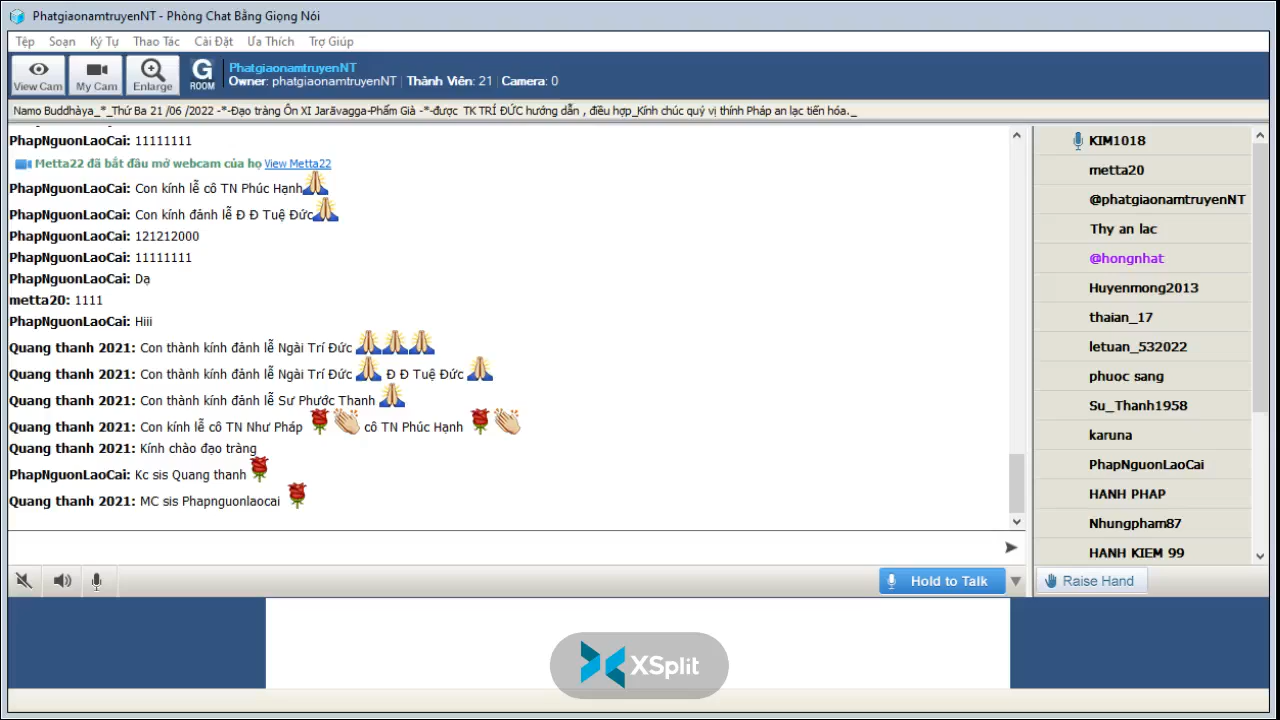 PhatgiaonamtruyenNT - Phòng Chat Bằng Giọng Nói
Tệp Soạn Ký Tự Thao Tác Cài Đặt Ưa Thích Trợ Giúp
View Cam My Cam Enlarge G ROOM
PhatgiaonamtruyenNT
Owner: phatgiaonamtruyenNT | Thành Viên: 21 | Camera: 0
Namo Buddhàya_*_Thứ Ba 21 /06 /2022 -*-Đạo tràng Ôn XI Jarāvagga-Phẩm Già -*-được TK TRÍ ĐỨC hướng dẫn , điều hợp_Kính chúc quý vị thính Pháp an lạc tiến hóa._
PhapNguonLaoCai: 11111111
Metta22 đã bắt đầu mở webcam của họ View Metta22
PhapNguonLaoCai: Con kính lễ cô TN Phúc Hạnh
PhapNguonLaoCai: Con kính đảnh lễ Đ Đ Tuệ Đức
PhapNguonLaoCai: 121212000
PhapNguonLaoCai: 11111111
PhapNguonLaoCai: Dạ
metta20: 1111
PhapNguonLaoCai: Hiii
Quang thanh 2021: Con thành kính đảnh lễ Ngài Trí Đức
Quang thanh 2021: Con thành kính đảnh lễ Ngài Trí Đức Đ Đ Tuệ Đức
Quang thanh 2021: Con thành kính đảnh lễ Sư Phước Thanh
Quang thanh 2021: Con kính lễ cô TN Như Pháp cô TN Phúc Hạnh
Quang thanh 2021: Kính chào đạo tràng
PhapNguonLaoCai: Kc sis Quang thanh
Quang thanh 2021: MC sis Phapnguonlaocai
KIM1018
metta20
@phatgiaonamtruyenNT
Thy an lac
@hongnhat
Huyenmong2013
thaian_17
letuan_532022
phuoc sang
Su_Thanh1958
karuna
PhapNguonLaoCai
HANH PHAP
Nhungpham87
HANH KIEM 99
Hold to Talk
Raise Hand
XSplit